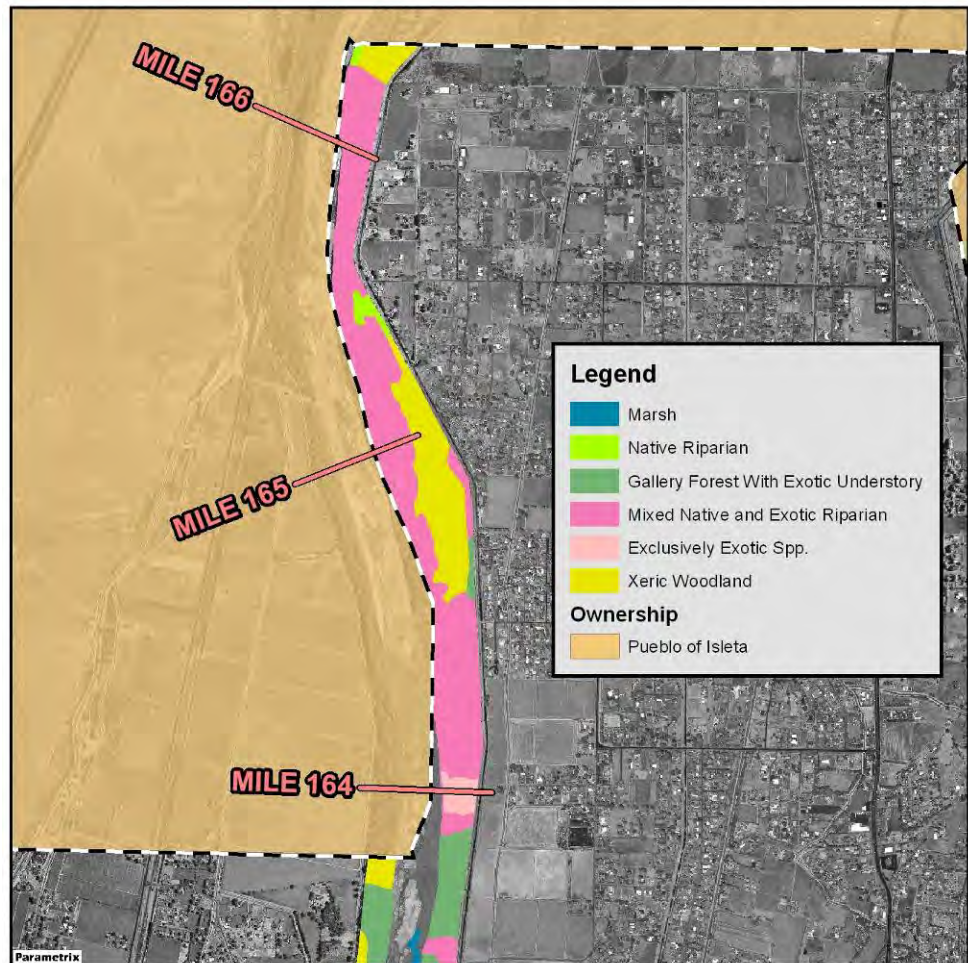 MILE 166
MILE 165
MILE 164
Legend
Marsh
Native Riparian
Gallery Forest With Exotic Understory
Mixed Native and Exotic Riparian
Exclusively Exotic Spp.
Xeric Woodland
Ownership
Pueblo of Isleta
Parametrix